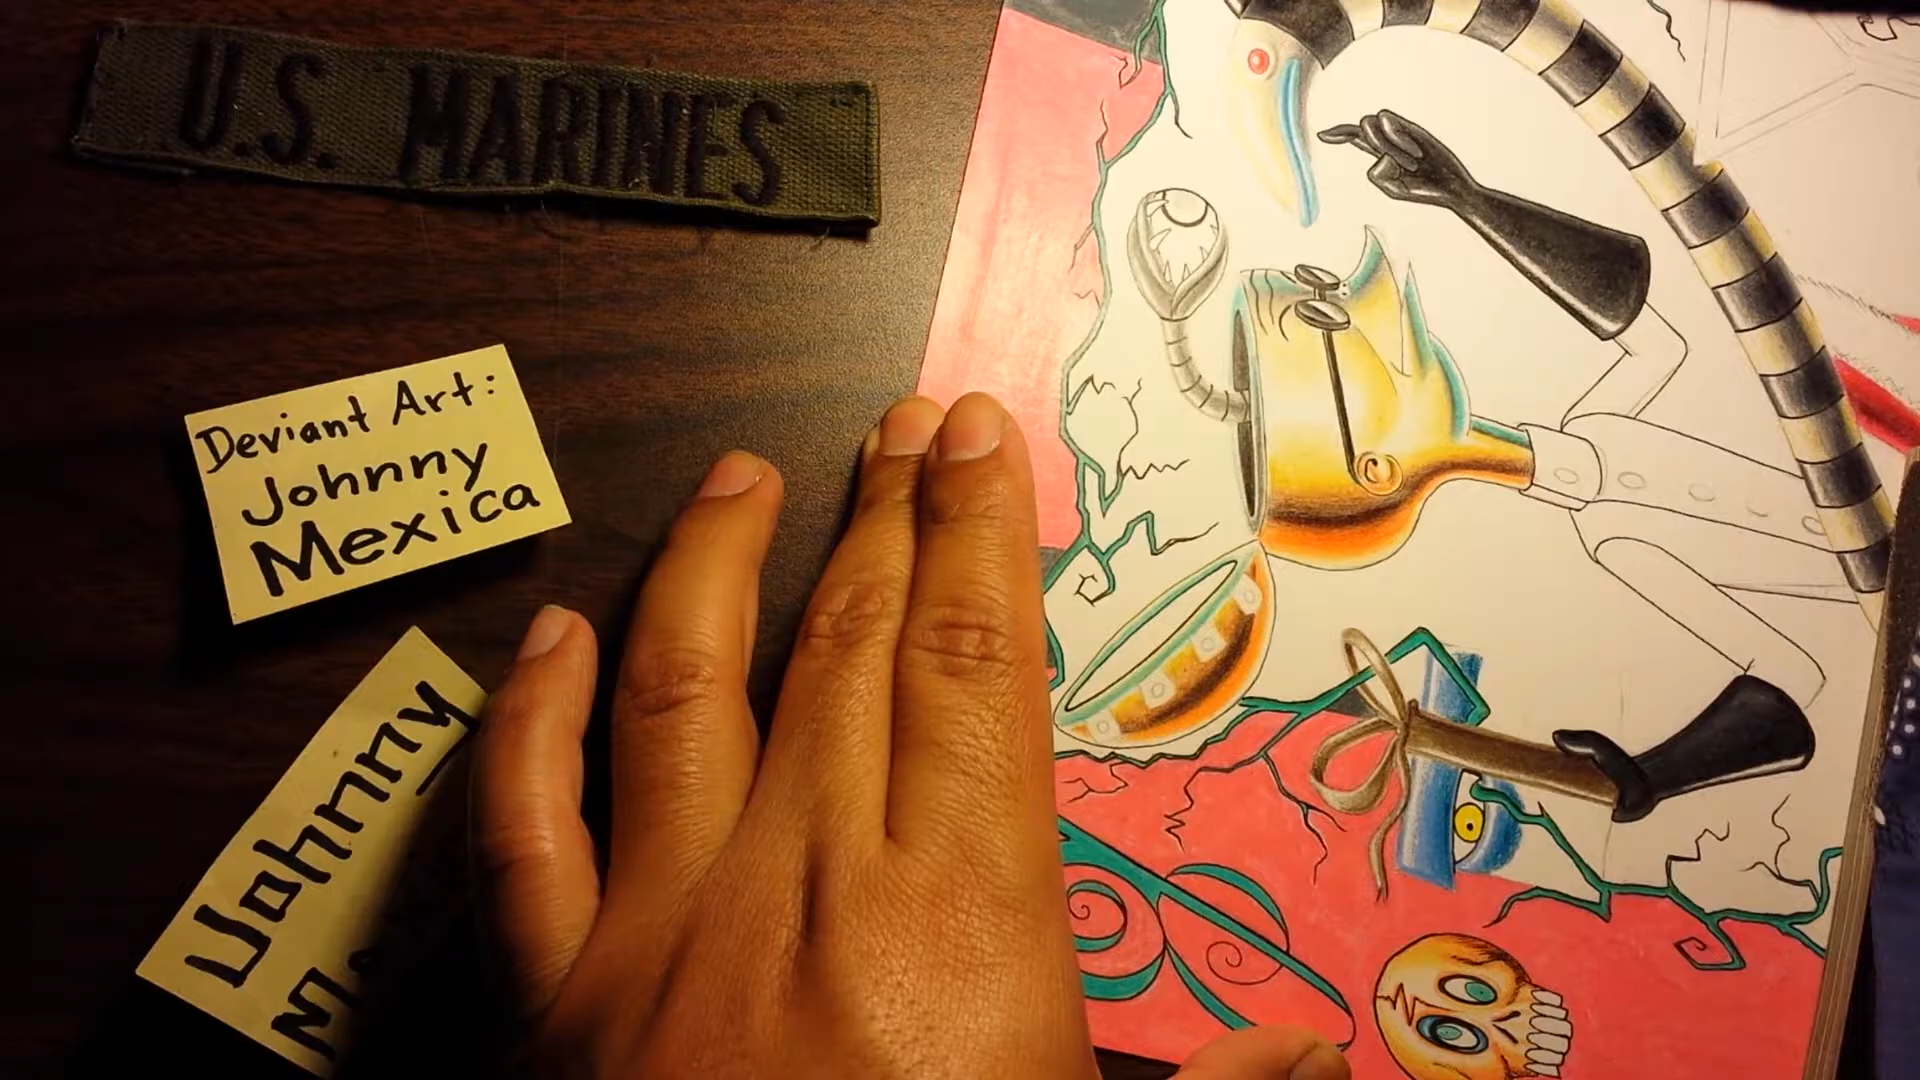 U.S. MARINES
Deviant Art:
Johnny
Mexica
Johnny